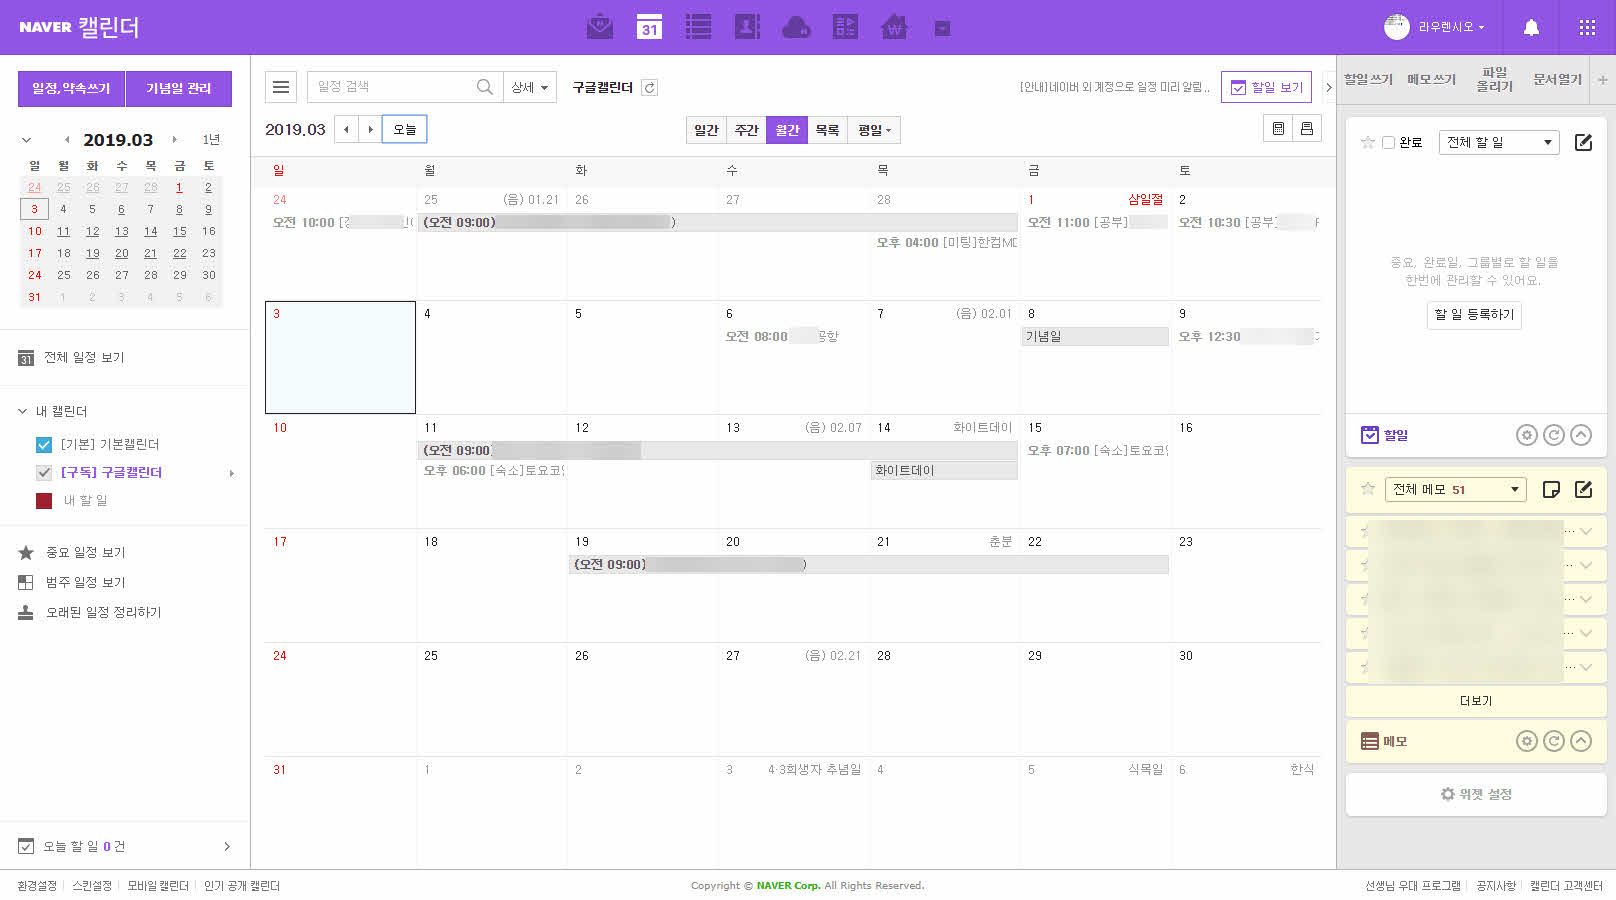 NAVER 캘린더
31
라우렌시오
일정,약속쓰기 기념일 관리
2019.03 1년
일 월 화 수 목 금 토
24 25 26 27 28 1 2
3 4 5 6 7 8 9
10 11 12 13 14 15 16
17 18 19 20 21 22 23
24 25 26 27 28 29 30
31 1 2 3 4 5 6
31 전체 일정 보기
내 캘린더
[기본] 기본캘린더
[구독] 구글캘린더
내 할 일
중요 일정 보기
범주 일정 보기
오래된 일정 정리하기
오늘 할 일 0 건
일정 검색 상세 구글캘린더
[안내]네이버 외 계정으로 일정 미리 알림..
할일 보기
2019.03 오늘
일간 주간 월간 목록 평일
일 월 화 수 목 금 토
24 25 (음) 01.21 26 27 28 1 삼일절 2
오전 10:00 (오전 09:00) ) 오전 11:00 [공부] 오전 10:30 [공부]
오후 04:00 [미팅]한컴MD
3 4 5 6 7 (음) 02.01 8 9
오전 08:00 공항 기념일 오후 12:30
10 11 12 13 (음) 02.07 14 화이트데이 15 16
(오전 09:00) 오후 07:00 [숙소]토요코인
오후 06:00 [숙소]토요코인 화이트데이
17 18 19 20 21 춘분 22 23
(오전 09:00) )
24 25 26 27 (음) 02.21 28 29 30
31 1 2 3 4·3희생자 추념일 4 5 식목일 6 한식
할일쓰기 메모쓰기 파일 올리기 문서열기 +
완료 전체 할 일
중요, 완료일, 그룹별로 할 일을
한번에 관리할 수 있어요.
할 일 등록하기
할일
전체 메모 51
더보기
메모
위젯 설정
환경설정 스킨설정 모바일 캘린더 인기 공개 캘린더
Copyright © NAVER Corp. All Rights Reserved.
선생님 우대 프로그램 공지사항 캘린더 고객센터